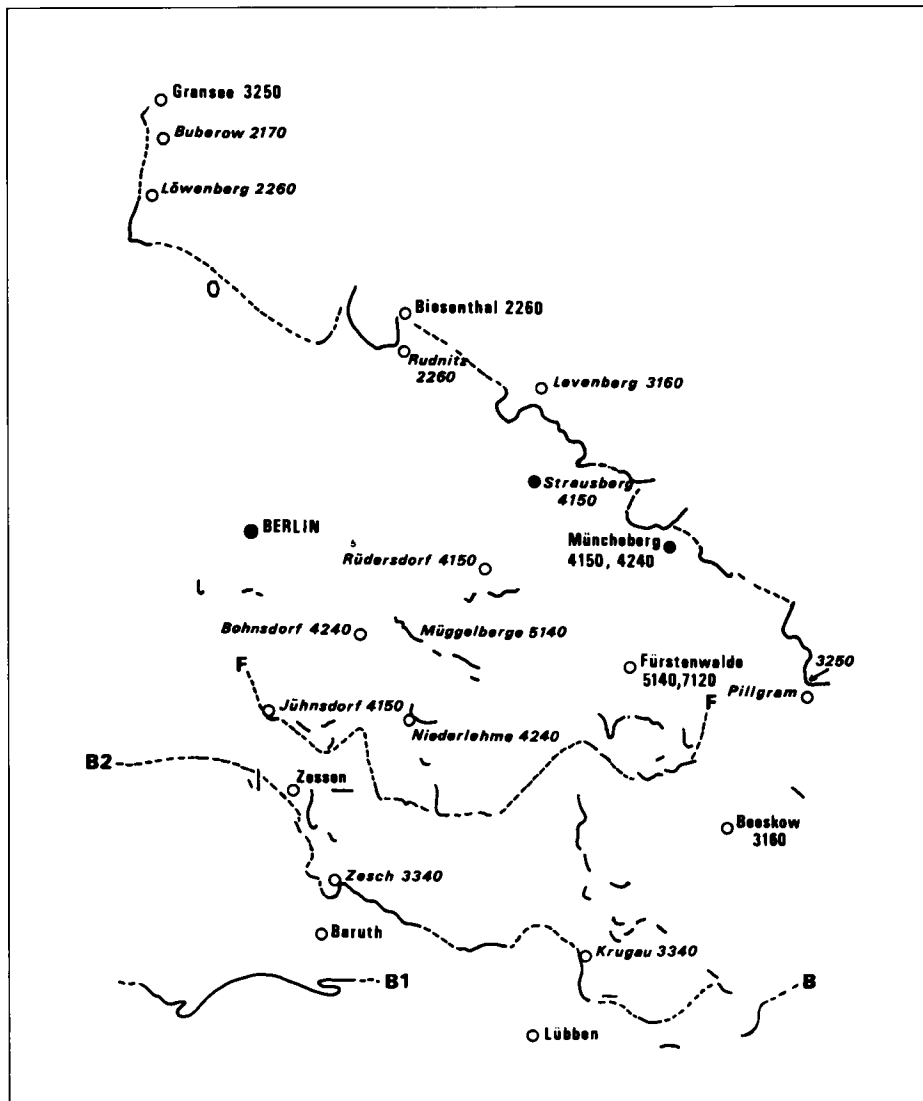 Gransee 3250
Buberow 2170
Löwenberg 2260
Biesenthal 2260
Rudnitz
2260
Levenberg 3160
Strausberg
4150
BERLIN
Müncheberg
4150, 4240
Rüdersdorf 4150
Bohnsdorf 4240
Müggelberge 5140
3250
Fürstenwalde
5140,7120
Pillgram
F
F
Jühnsdorf 4150
Niederlehme 4240
B2
Zossen
Beeskow
3160
Zesch 3340
Baruth
Krugau 3340
B1
B
Lübben